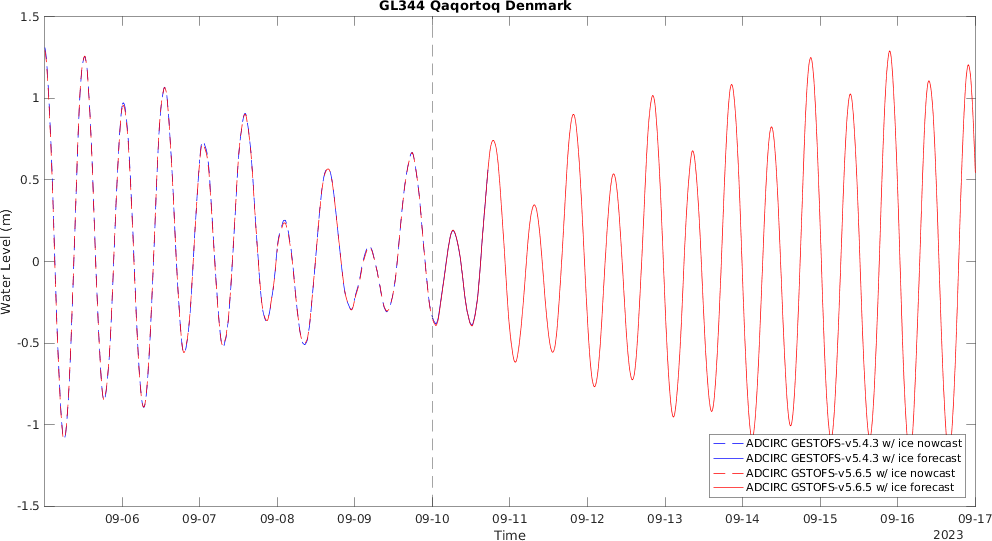 GL344 Qaqortoq Denmark
1.5
1
0.5
0
-0.5
-1
-1.5
Water Level (m)
ADCIRC GESTOFS-v5.4.3 w/ ice nowcast
ADCIRC GESTOFS-v5.4.3 w/ ice forecast
ADCIRC GSTOFS-v5.6.5 w/ ice nowcast
ADCIRC GSTOFS-v5.6.5 w/ ice forecast
09-06 09-07 09-08 09-09 09-10 09-11 09-12 09-13 09-14 09-15 09-16 09-17
Time
2023